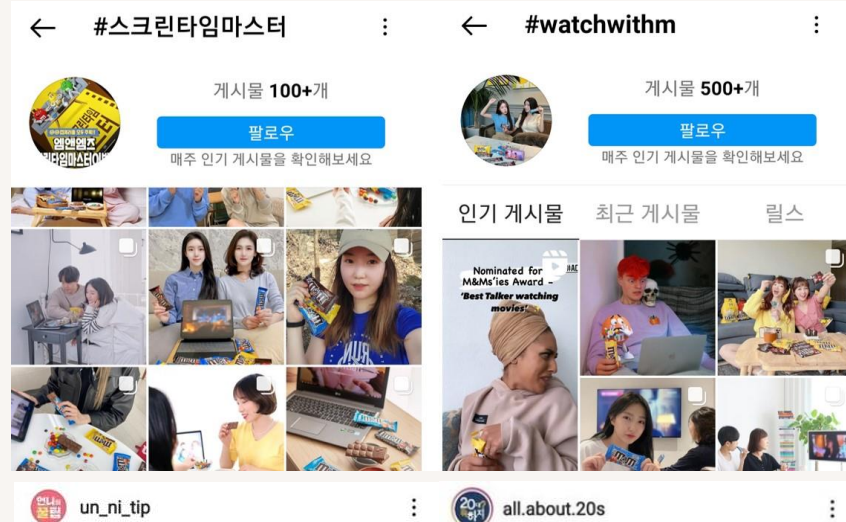 #스크린타임마스터
게시물 100+개
팔로우
매주 인기 게시물을 확인해보세요
엠앤엠즈
#watchwithm
게시물 500+개
팔로우
매주 인기 게시물을 확인해보세요
인기 게시물 최근 게시물 릴스
Nominated for
M&Ms'ies Award -
'Best Talker watching
movies'
m&m's
un_ni_tip
all.about.20s